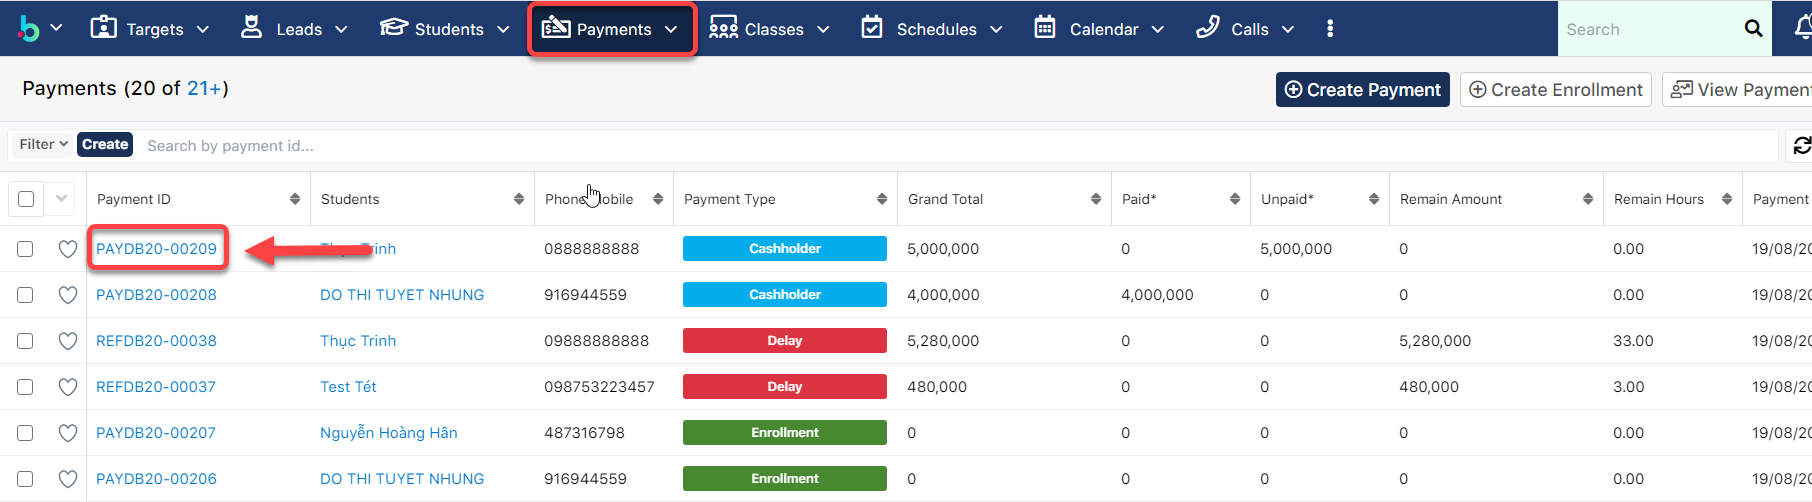 Targets Leads Students Payments Classes Schedules Calendar Calls Search
Payments (20 of 21+) Create Payment Create Enrollment View Payment
Filter Create Search by payment id...
Payment ID Students Phone Mobile Payment Type Grand Total Paid* Unpaid* Remain Amount Remain Hours Payment
PAYDB20-00209 Thục Trinh 0888888888 Cashholder 5,000,000 0 5,000,000 0 0.00 19/08/20
PAYDB20-00208 DO THI TUYET NHUNG 916944559 Cashholder 4,000,000 4,000,000 0 0 0.00 19/08/20
REFDB20-00038 Thục Trinh 09888888888 Delay 5,280,000 0 0 5,280,000 33.00 19/08/20
REFDB20-00037 Test Tét 098753223457 Delay 480,000 0 0 480,000 3.00 19/08/20
PAYDB20-00207 Nguyễn Hoàng Hân 487316798 Enrollment 0 0 0 0 0.00 19/08/20
PAYDB20-00206 DO THI TUYET NHUNG 916944559 Enrollment 0 0 0 0 0.00 19/08/20